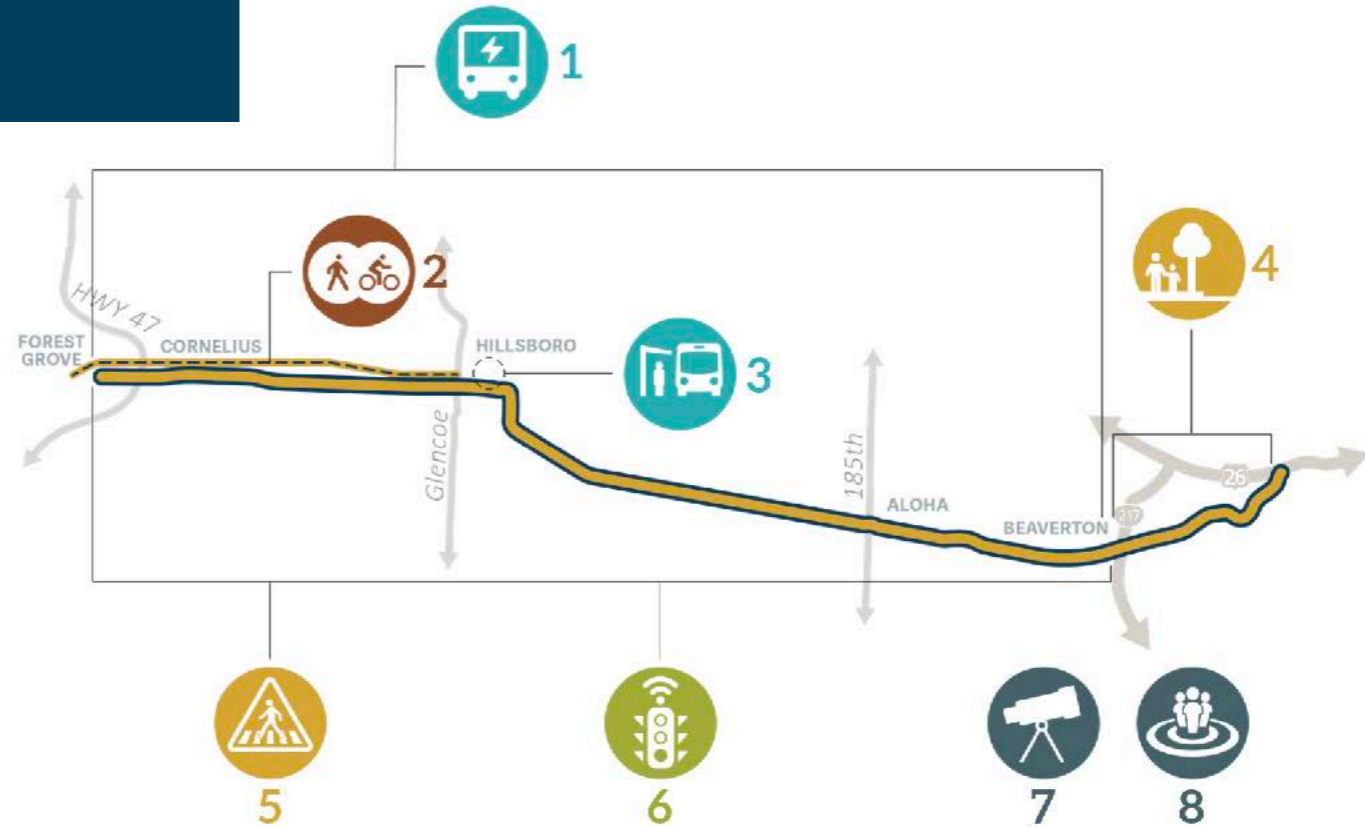 1
2
HWY 47
FOREST
GROVE
CORNELIUS
HILLSBORO
3
4
Glencoe
185th
ALOHA
BEAVERTON
26
217
5
6
7
8